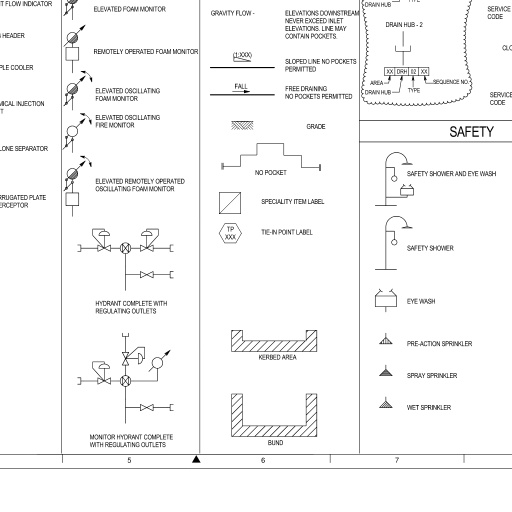 T FLOW INDICATOR
HEADER
PLE COOLER
MICAL INJECTION
T
LONE SEPARATOR
RRUGATED PLATE
ERCEPTOR
ELEVATED FOAM MONITOR
REMOTELY OPERATED FOAM MONITOR
ELEVATED OSCILLATING
FOAM MONITOR
ELEVATED OSCILLATING
FIRE MONITOR
ELEVATED REMOTELY OPERATED
OSCILLATING FOAM MONITOR
HYDRANT COMPLETE WITH
REGULATING OUTLETS
MONITOR HYDRANT COMPLETE
WITH REGULATING OUTLETS
GRAVITY FLOW -
ELEVATIONS DOWNSTREAM
NEVER EXCEED INLET
ELEVATIONS. LINE MAY
CONTAIN POCKETS.
(1:XXX)
SLOPED LINE NO POCKETS
PERMITTED
FALL
FREE DRAINING
NO POCKETS PERMITTED
GRADE
NO POCKET
SPECIALITY ITEM LABEL
TP
XXX
TIE-IN POINT LABEL
KERBED AREA
BUND
TYPE
DRAIN HUB
DRAIN HUB - 2
XX DRH 02 XX
AREA
SEQUENCE NO.
DRAIN HUB
TYPE
SERVICE
CODE
CLO
SERVICE
CODE
SAFETY
SAFETY SHOWER AND EYE WASH
SAFETY SHOWER
EYE WASH
PRE-ACTION SPRINKLER
SPRAY SPRINKLER
WET SPRINKLER
5
6
7